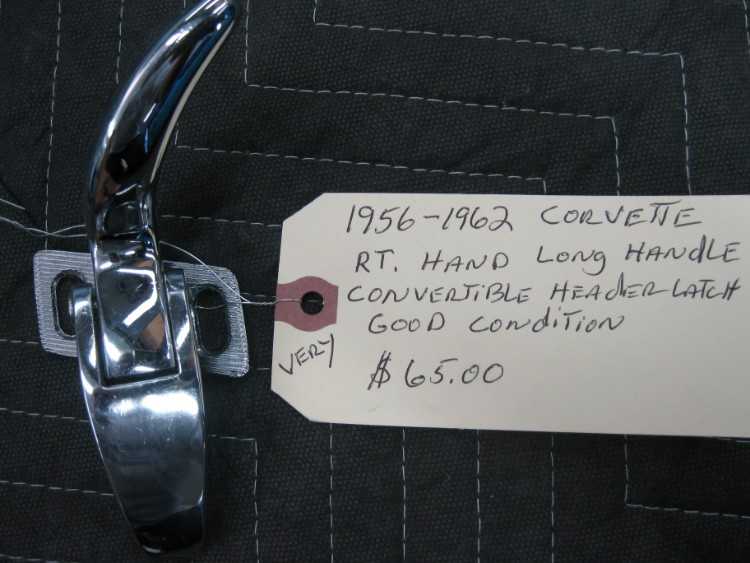 1956-1962 CORVETTE
RT. HAND LONG HANDLE
CONVERTIBLE HEADER LATCH
VERY GOOD CONDITION
$65.00